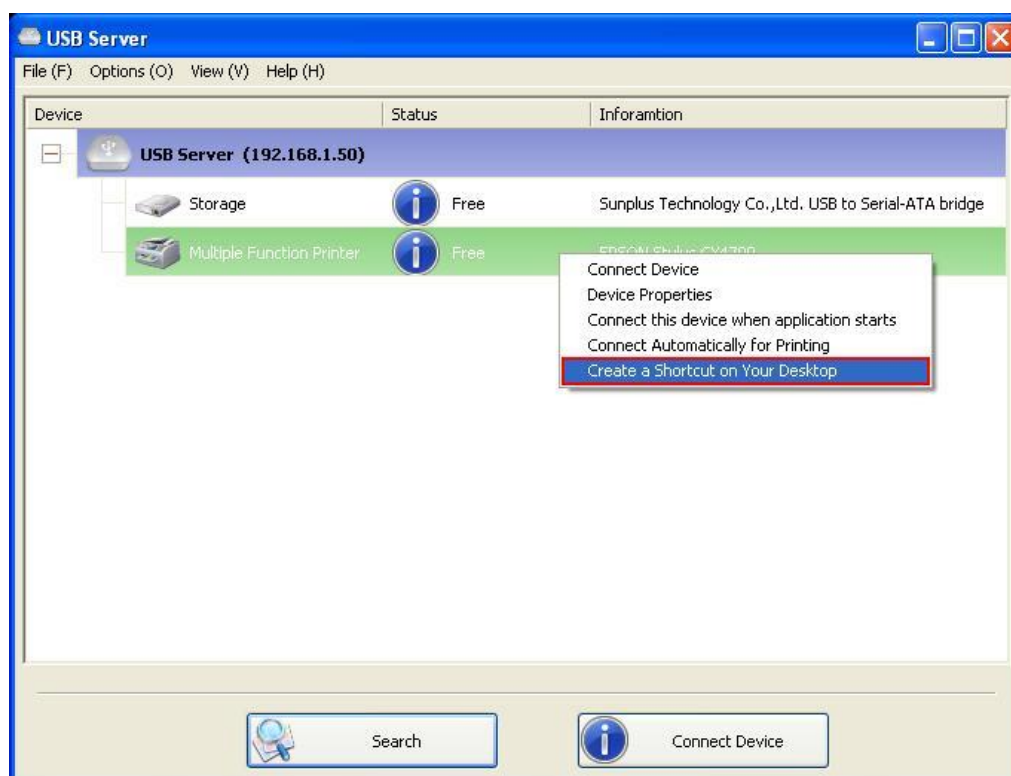 USB Server
File (F) Options (O) View (V) Help (H)
Device Status Inforamtion
USB Server (192.168.1.50)
Storage Free Sunplus Technology Co.,Ltd. USB to Serial-ATA bridge
Multiple Function Printer Free EPSON Stylus
Connect Device
Device Properties
Connect this device when application starts
Connect Automatically for Printing
Create a Shortcut on Your Desktop
Search Connect Device